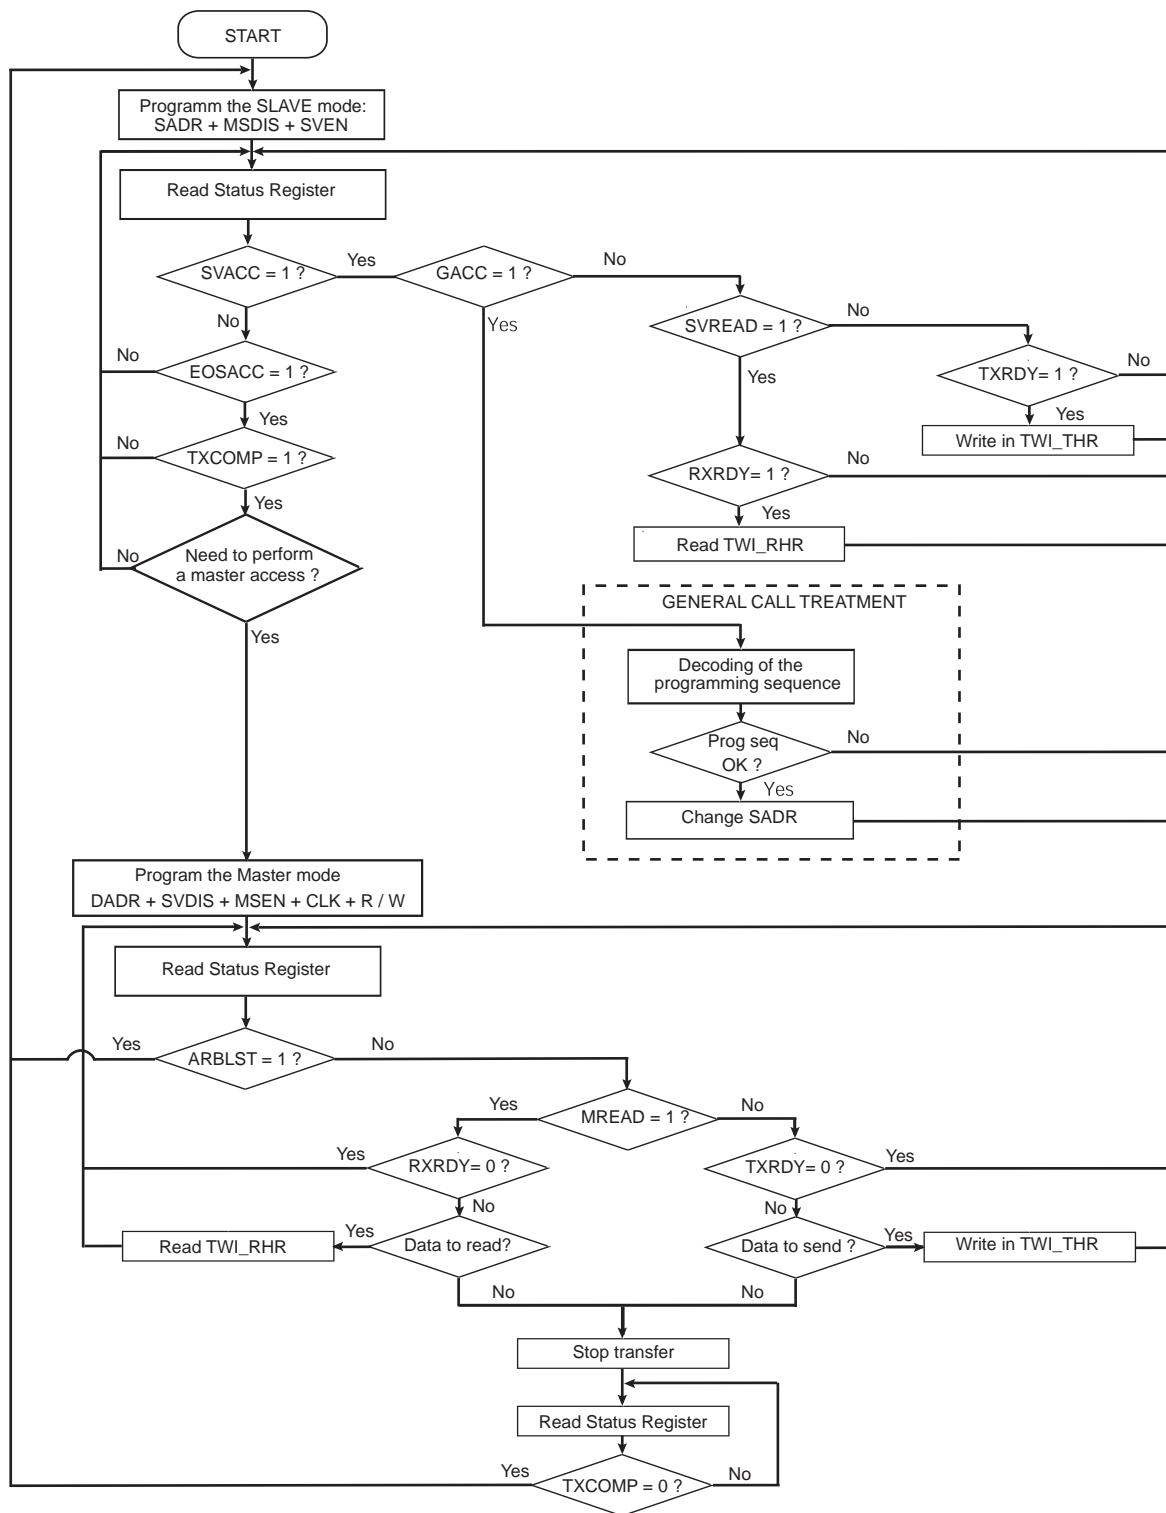 START
Programm the SLAVE mode:
SADR + MSDIS + SVEN
Read Status Register
SVACC = 1 ?
Yes
GACC = 1 ?
No
No
Yes
SVREAD = 1 ?
No
Yes
TXRDY= 1 ?
No
Yes
Write in TWI_THR
No
EOSACC = 1 ?
Yes
No
TXCOMP = 1 ?
Yes
RXRDY= 1 ?
No
Yes
Read TWI_RHR
No
Need to perform
a master access ?
Yes
GENERAL CALL TREATMENT
Decoding of the
programming sequence
Prog seq
OK ?
No
Yes
Change SADR
Program the Master mode
DADR + SVDIS + MSEN + CLK + R / W
Read Status Register
Yes
ARBLST = 1 ?
No
Yes
MREAD = 1 ?
No
Yes
RXRDY= 0 ?
No
TXRDY= 0 ?
Yes
No
Read TWI_RHR
Yes
Data to read?
No
Data to send ?
Yes
Write in TWI_THR
No
Stop transfer
Read Status Register
Yes
TXCOMP = 0 ?
No